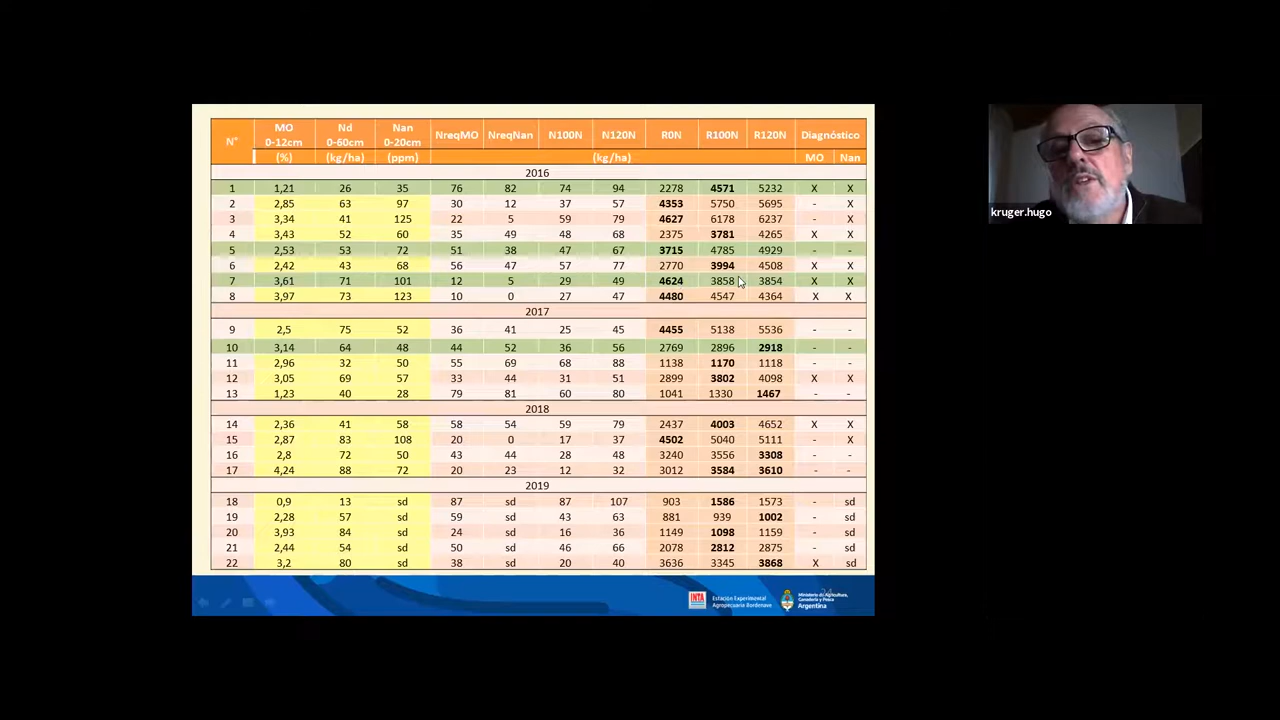 N° MO 0-12cm (%) Nd 0-60cm (kg/ha) Nan 0-20cm (ppm) NreqMO NreqNan N100N N120N (kg/ha) R0N R100N R120N Diagnóstico MO Nan
2016
1 1,21 26 35 76 82 74 94 2278 4571 5232 X X
2 2,85 63 97 30 12 37 57 4353 5750 5695 - X
3 3,34 41 125 22 5 59 79 4627 6178 6237 - X
4 3,43 52 60 35 49 48 68 2375 3781 4265 X X
5 2,53 53 72 51 38 47 67 3715 4785 4929 - -
6 2,42 43 68 56 47 57 77 2770 3994 4508 X X
7 3,61 71 101 12 5 29 49 4624 3858 3854 X X
8 3,97 73 123 10 0 27 47 4480 4547 4364 X X
2017
9 2,5 75 52 36 41 25 45 4455 5138 5536 - -
10 3,14 64 48 44 52 36 56 2769 2896 2918 - -
11 2,96 32 50 55 69 68 88 1138 1170 1118 - -
12 3,05 69 57 33 44 31 51 2899 3802 4098 X X
13 1,23 40 28 79 81 60 80 1041 1330 1467 - -
2018
14 2,36 41 58 58 54 59 79 2437 4003 4652 X X
15 2,87 83 108 20 0 17 37 4502 5040 5111 - X
16 2,8 72 50 43 44 28 48 3240 3556 3308 - -
17 4,24 88 72 20 23 12 32 3012 3584 3610 - -
2019
18 0,9 13 sd 87 sd 87 107 903 1586 1573 - sd
19 2,28 57 sd 59 sd 43 63 881 939 1002 - sd
20 3,93 84 sd 24 sd 16 36 1149 1098 1159 - sd
21 2,44 54 sd 50 sd 46 66 2078 2812 2875 - sd
22 3,2 80 sd 38 sd 20 40 3636 3345 3868 X sd
INTA
Estación Experimental
Agropecuaria Bordenave
Ministerio de Agricultura,
Ganadería y Pesca
Argentina
kruger.hugo